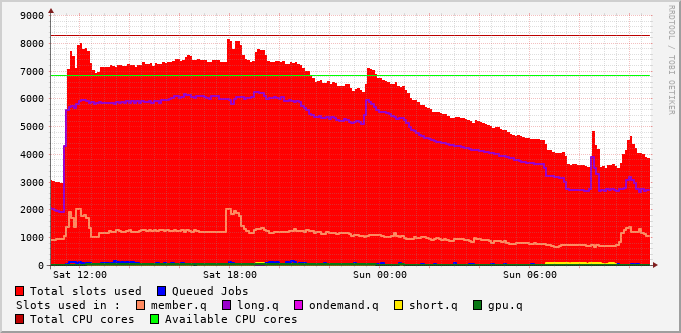 9000
8000
7000
6000
5000
4000
3000
2000
1000
0
Sat 12:00 Sat 18:00 Sun 00:00 Sun 06:00
RRDTOOL / TOBI OETIKER
Total slots used Queued Jobs
Slots used in : member.q long.q ondemand.q short.q gpu.q
Total CPU cores Available CPU cores